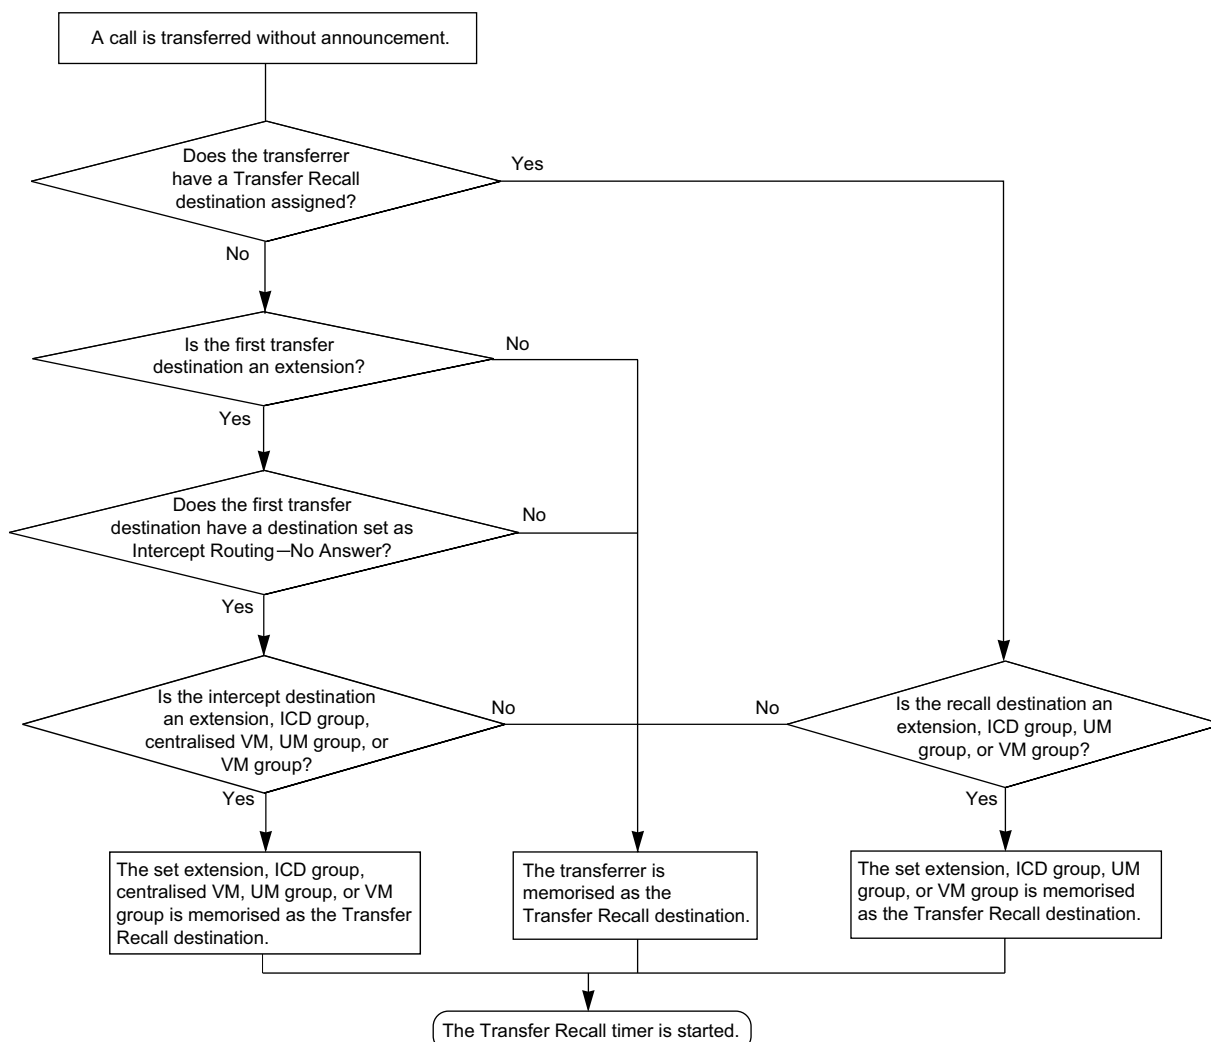 A call is transferred without announcement.
Does the transferrer
have a Transfer Recall
destination assigned?
Yes
No
Is the first transfer
destination an extension?
No
Yes
Does the first transfer
destination have a destination set as
Intercept Routing—No Answer?
No
Yes
Is the intercept destination
an extension, ICD group,
centralised VM, UM group, or
VM group?
No
No
Is the recall destination an
extension, ICD group, UM
group, or VM group?
Yes
Yes
The set extension, ICD group,
centralised VM, UM group, or VM
group is memorised as the Transfer
Recall destination.
The transferrer is
memorised as the
Transfer Recall destination.
The set extension, ICD group, UM
group, or VM group is memorised
as the Transfer Recall destination.
The Transfer Recall timer is started.